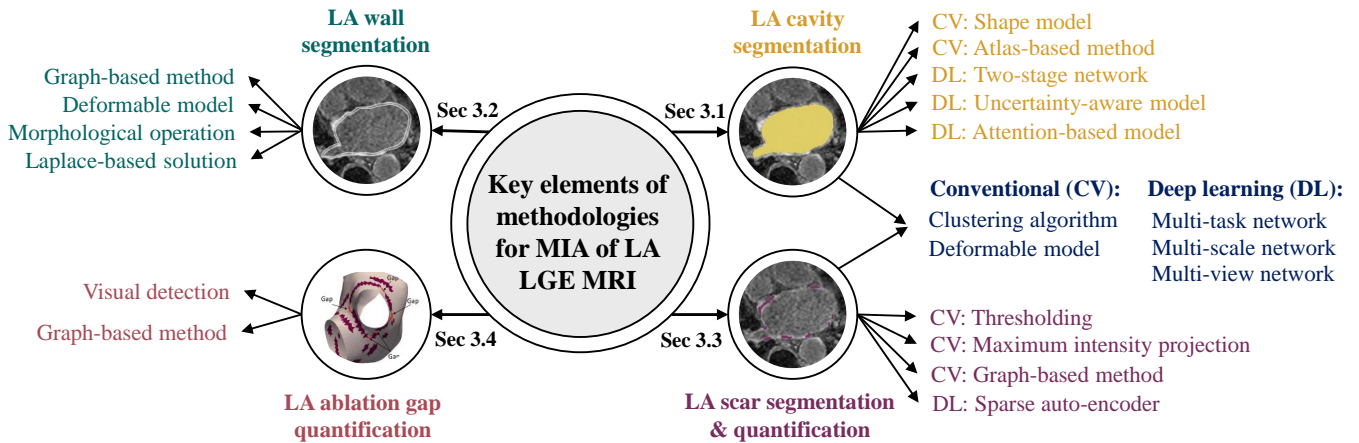 LA wall
segmentation
Graph-based method
Deformable model
Morphological operation
Laplace-based solution
Sec 3.2
LA cavity
segmentation
Sec 3.1
CV: Shape model
CV: Atlas-based method
DL: Two-stage network
DL: Uncertainty-aware model
DL: Attention-based model
Key elements of
methodologies
for MIA of LA
LGE MRI
Conventional (CV):
Clustering algorithm
Deformable model
Deep learning (DL):
Multi-task network
Multi-scale network
Multi-view network
Visual detection
Graph-based method
Gap
Gap
Gap
Gap
Sec 3.4
LA ablation gap
quantification
Sec 3.3
LA scar segmentation
& quantification
CV: Thresholding
CV: Maximum intensity projection
CV: Graph-based method
DL: Sparse auto-encoder